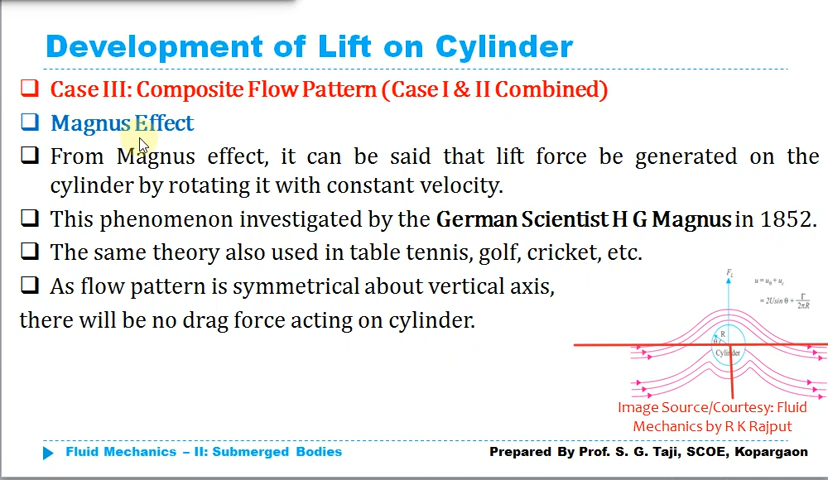 Development of Lift on Cylinder
Case III: Composite Flow Pattern (Case I & II Combined)
Magnus Effect
From Magnus effect, it can be said that lift force be generated on the
cylinder by rotating it with constant velocity.
This phenomenon investigated by the German Scientist H G Magnus in 1852.
The same theory also used in table tennis, golf, cricket, etc.
As flow pattern is symmetrical about vertical axis,
there will be no drag force acting on cylinder.
R
θ
Cylinder
Image Source/Courtesy: Fluid
Mechanics by R K Rajput
Fluid Mechanics – II: Submerged Bodies
Prepared By Prof. S. G. Taji, SCOE, Kopargaon